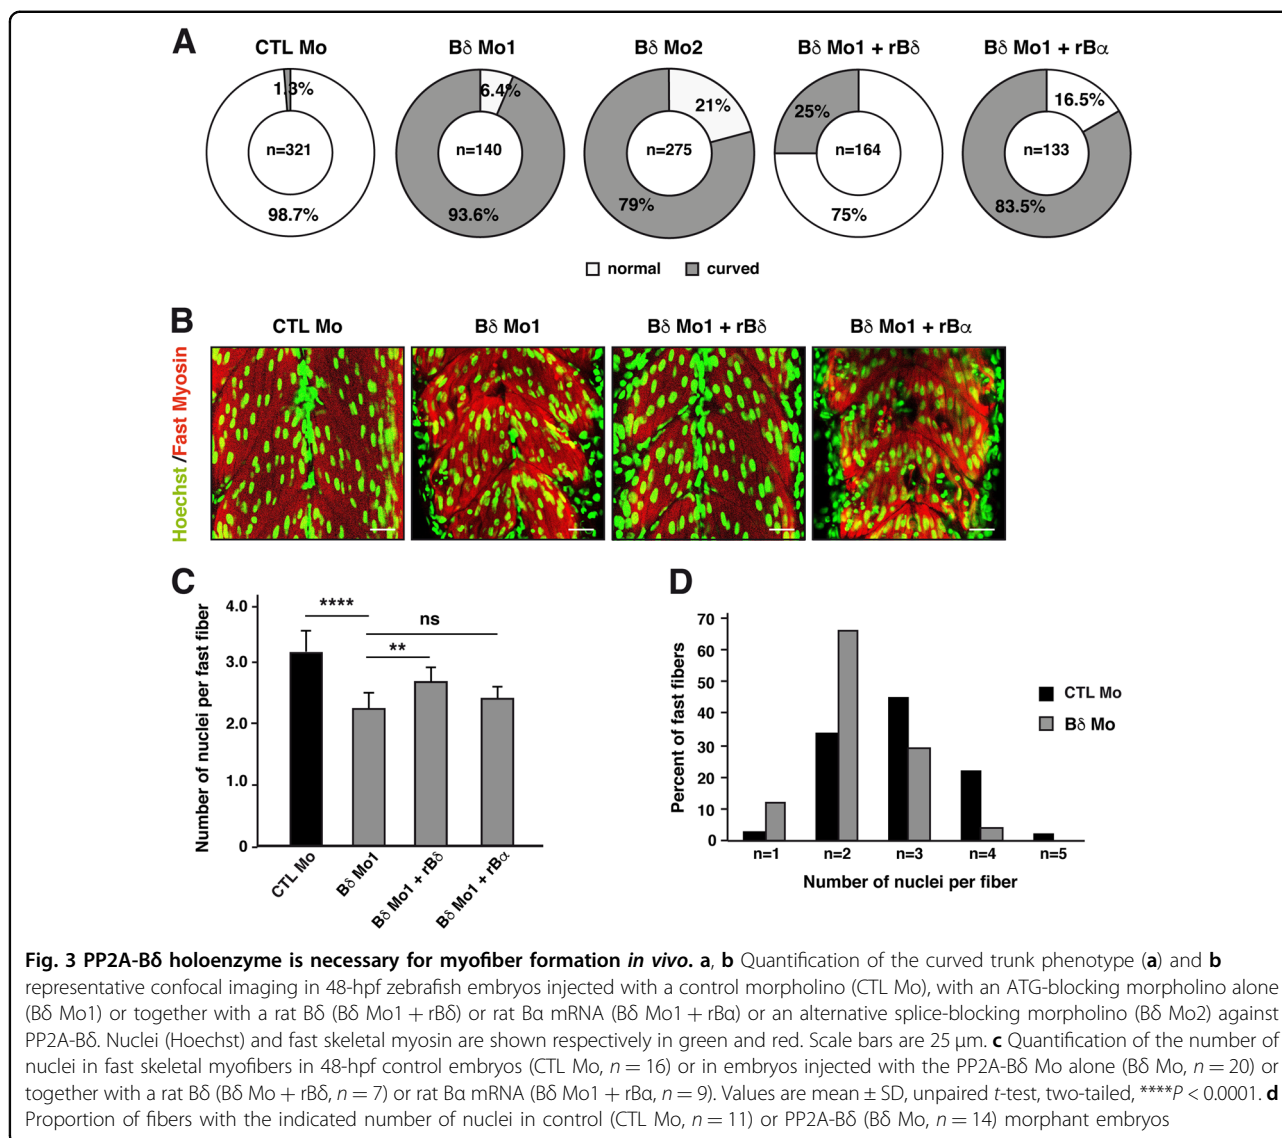 A
CTL Mo
Bδ Mo1
Bδ Mo2
Bδ Mo1 + rBδ
Bδ Mo1 + rBα
1.3%
n=321
98.7%
6.4%
n=140
93.6%
21%
n=275
79%
25%
n=164
75%
16.5%
n=133
83.5%
normal
curved
B
CTL Mo
Bδ Mo1
Bδ Mo1 + rBδ
Bδ Mo1 + rBα
Hoechst /Fast Myosin
C
Number of nuclei per fast fiber
4.0
3.0
2.0
1.0
0
****
**
ns
CTL Mo
Bδ Mo1
Bδ Mo1 + rBδ
Bδ Mo1 + rBα
D
Percent of fast fibers
70
60
50
40
30
20
10
0
n=1
n=2
n=3
n=4
n=5
Number of nuclei per fiber
CTL Mo
Bδ Mo
Fig. 3 PP2A-Bδ holoenzyme is necessary for myofiber formation in vivo. a, b Quantification of the curved trunk phenotype (a) and b
representative confocal imaging in 48-hpf zebrafish embryos injected with a control morpholino (CTL Mo), with an ATG-blocking morpholino alone
(Bδ Mo1) or together with a rat Bδ (Bδ Mo1 + rBδ) or rat Bα mRNA (Bδ Mo1 + rBα) or an alternative splice-blocking morpholino (Bδ Mo2) against
PP2A-Bδ. Nuclei (Hoechst) and fast skeletal myosin are shown respectively in green and red. Scale bars are 25 μm. c Quantification of the number of
nuclei in fast skeletal myofibers in 48-hpf control embryos (CTL Mo, n = 16) or in embryos injected with the PP2A-Bδ Mo alone (Bδ Mo, n = 20) or
together with a rat Bδ (Bδ Mo + rBδ, n = 7) or rat Bα mRNA (Bδ Mo1 + rBα, n = 9). Values are mean ± SD, unpaired t-test, two-tailed, ****P < 0.0001. d
Proportion of fibers with the indicated number of nuclei in control (CTL Mo, n = 11) or PP2A-Bδ (Bδ Mo, n = 14) morphant embryos